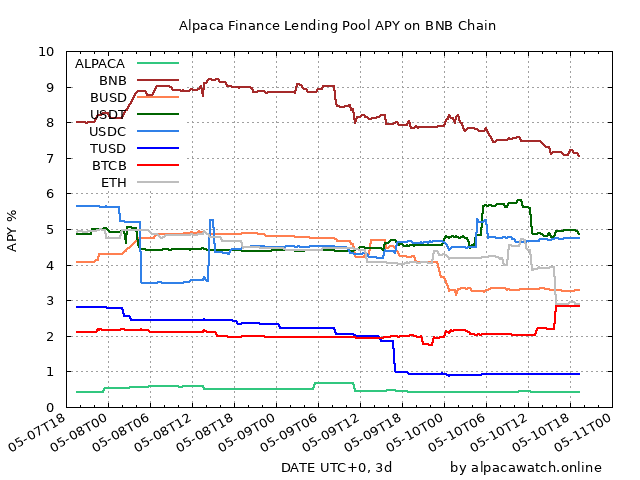 Alpaca Finance Lending Pool APY on BNB Chain
10
9
8
7
6
5
4
3
2
1
0
APY %
ALPACA
BNB
BUSD
USDT
USDC
TUSD
BTCB
ETH
05-07T18
05-08T00
05-08T06
05-08T12
05-08T18
05-09T00
05-09T06
05-09T12
05-09T18
05-10T00
05-10T06
05-10T12
05-10T18
05-11T00
DATE UTC+0, 3d
by alpacawatch.online